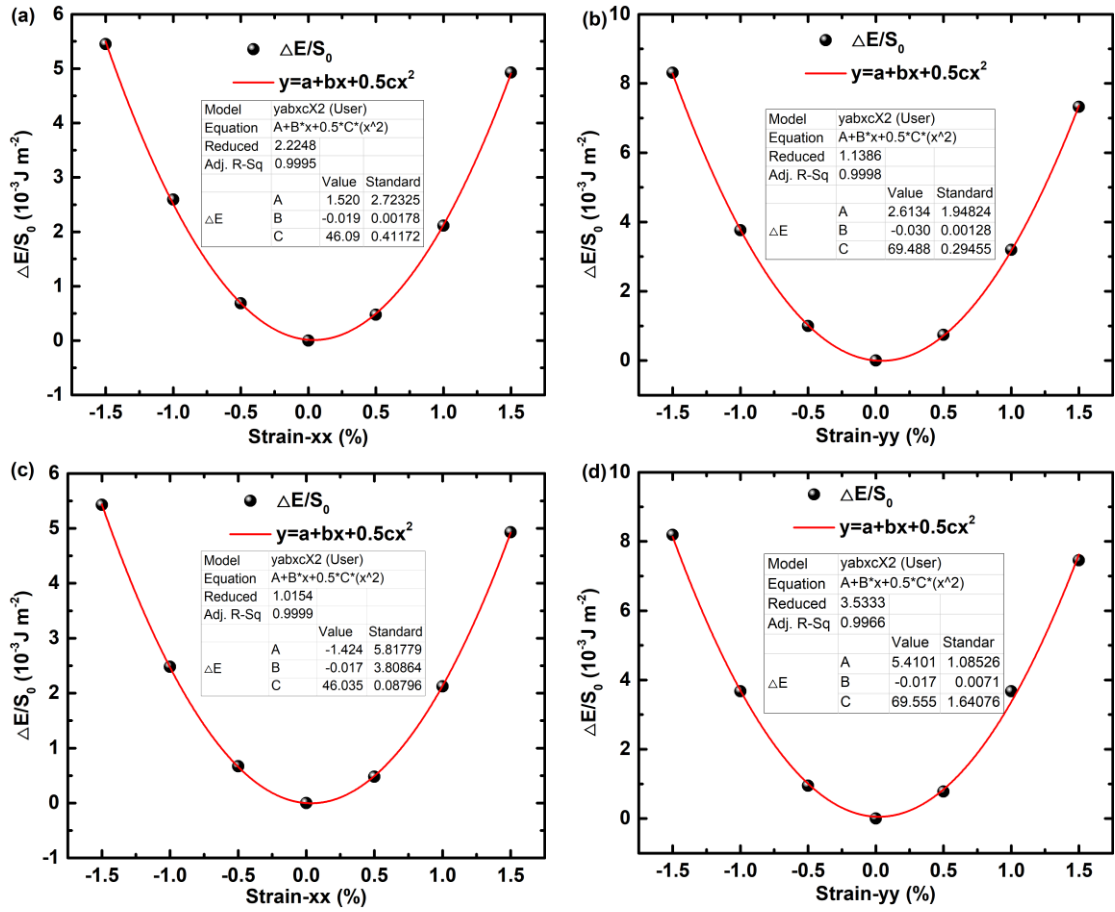 (a)
△E/S0
y=a+bx+0.5cx2
Model yabxcX2 (User)
Equation A+B*x+0.5*C*(x^2)
Reduced 2.2248
Adj. R-Sq 0.9995
Value Standard
A 1.520 2.72325
△E B -0.019 0.00178
C 46.09 0.41172
6
5
4
3
2
1
0
-1
△E/S0 (10-3J m-2)
-1.5 -1.0 -0.5 0.0 0.5 1.0 1.5
Strain-xx (%)
(b)
△E/S0
y=a+bx+0.5cx2
Model yabxcX2 (User)
Equation A+B*x+0.5*C*(x^2)
Reduced 1.1386
Adj. R-Sq 0.9998
Value Standard
A 2.6134 1.94824
△E B -0.030 0.00128
C 69.488 0.29455
10
8
6
4
2
0
△E/S0 (10-3J m-2)
-1.5 -1.0 -0.5 0.0 0.5 1.0 1.5
Strain-yy (%)
(c)
△E/S0
y=a+bx+0.5cx2
Model yabxcX2 (User)
Equation A+B*x+0.5*C*(x^2)
Reduced 1.0154
Adj. R-Sq 0.9999
Value Standard
A -1.424 5.81779
△E B -0.017 3.80864
C 46.035 0.08796
6
5
4
3
2
1
0
-1
△E/S0 (10-3J m-2)
-1.5 -1.0 -0.5 0.0 0.5 1.0 1.5
Strain-xx (%)
(d)
△E/S0
y=a+bx+0.5cx2
Model yabxcX2 (User)
Equation A+B*x+0.5*C*(x^2)
Reduced 3.5333
Adj. R-Sq 0.9966
Value Standar
A 5.4101 1.08526
△E B -0.017 0.0071
C 69.555 1.64076
10
8
6
4
2
0
△E/S0 (10-3J m-2)
-1.5 -1.0 -0.5 0.0 0.5 1.0 1.5
Strain-yy (%)